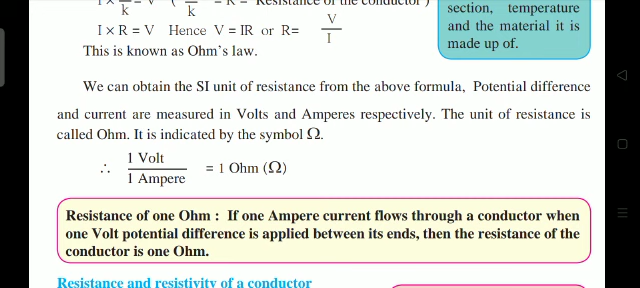 k
k
= R = Resistance of the conductor )
section, temperature
and the material it is
made up of.
I × R = V Hence V = IR or R= V
I
This is known as Ohm's law.
We can obtain the SI unit of resistance from the above formula, Potential difference
and current are measured in Volts and Amperes respectively. The unit of resistance is
called Ohm. It is indicated by the symbol Ω.
∴ 1 Volt
1 Ampere = 1 Ohm (Ω)
Resistance of one Ohm : If one Ampere current flows through a conductor when
one Volt potential difference is applied between its ends, then the resistance of the
conductor is one Ohm.
Resistance and resistivity of a conductor